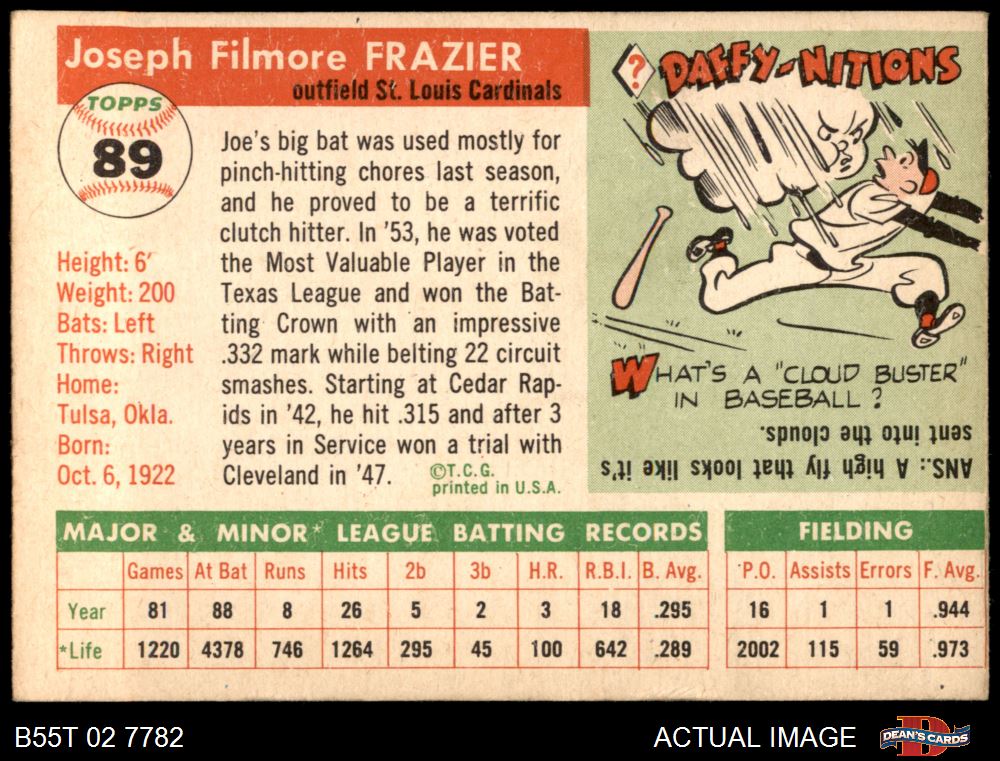 Joseph Filmore FRAZIER
outfield St. Louis Cardinals
TOPPS
89
Height: 6'
Weight: 200
Bats: Left
Throws: Right
Home:
Tulsa, Okla.
Born:
Oct. 6, 1922
Joe's big bat was used mostly for
pinch-hitting chores last season,
and he proved to be a terrific
clutch hitter. In '53, he was voted
the Most Valuable Player in the
Texas League and won the Bat-
ting Crown with an impressive
.332 mark while belting 22 circuit
smashes. Starting at Cedar Rap-
ids in '42, he hit .315 and after 3
years in Service won a trial with
Cleveland in '47.
©T.C.G.
printed in U.S.A.
? DAFFY-NITIONS
WHAT'S A "CLOUD BUSTER"
IN BASEBALL?
ANS.: A high fly that looks like it's
sent into the clouds.
MAJOR & MINOR* LEAGUE BATTING RECORDS
Games At Bat Runs Hits 2b 3b H.R. R.B.I. B. Avg.
Year 81 88 8 26 5 2 3 18 .295
*Life 1220 4378 746 1264 295 45 100 642 .289
FIELDING
P.O. Assists Errors F. Avg.
16 1 1 .944
2002 115 59 .973
B55T 02 7782
ACTUAL IMAGE
D
DEAN'S CARDS